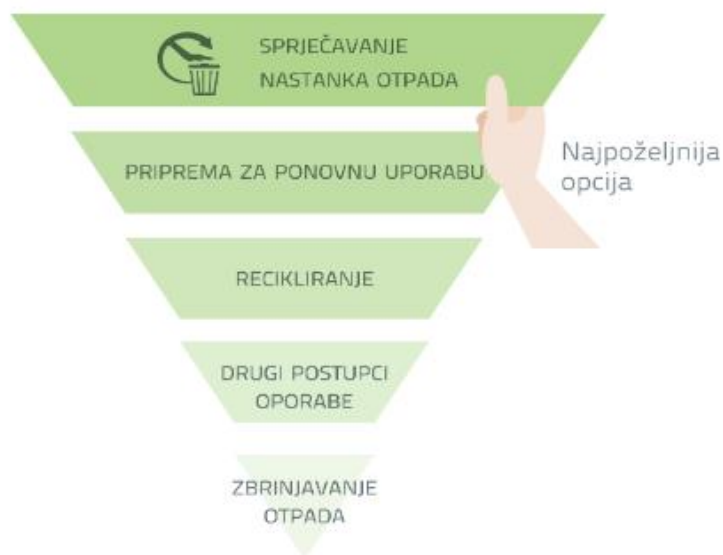 SPRJEČAVANJE
NASTANKA OTPADA
PRIPREMA ZA PONOVNU UPORABU
Najpoželjnija
opcija
RECIKLIRANJE
DRUGI POSTUPCI
OPORABE
ZBRINJAVANJE
OTPADA